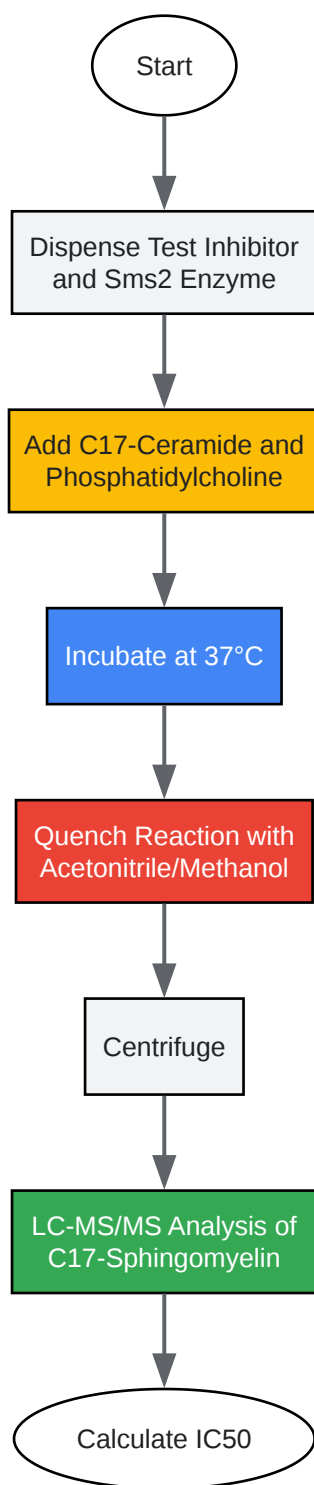 Start
Dispense Test Inhibitor
and Sms2 Enzyme
Add C17-Ceramide and
Phosphatidylcholine
Incubate at 37°C
Quench Reaction with
Acetonitrile/Methanol
Centrifuge
LC-MS/MS Analysis of
C17-Sphingomyelin
Calculate IC50